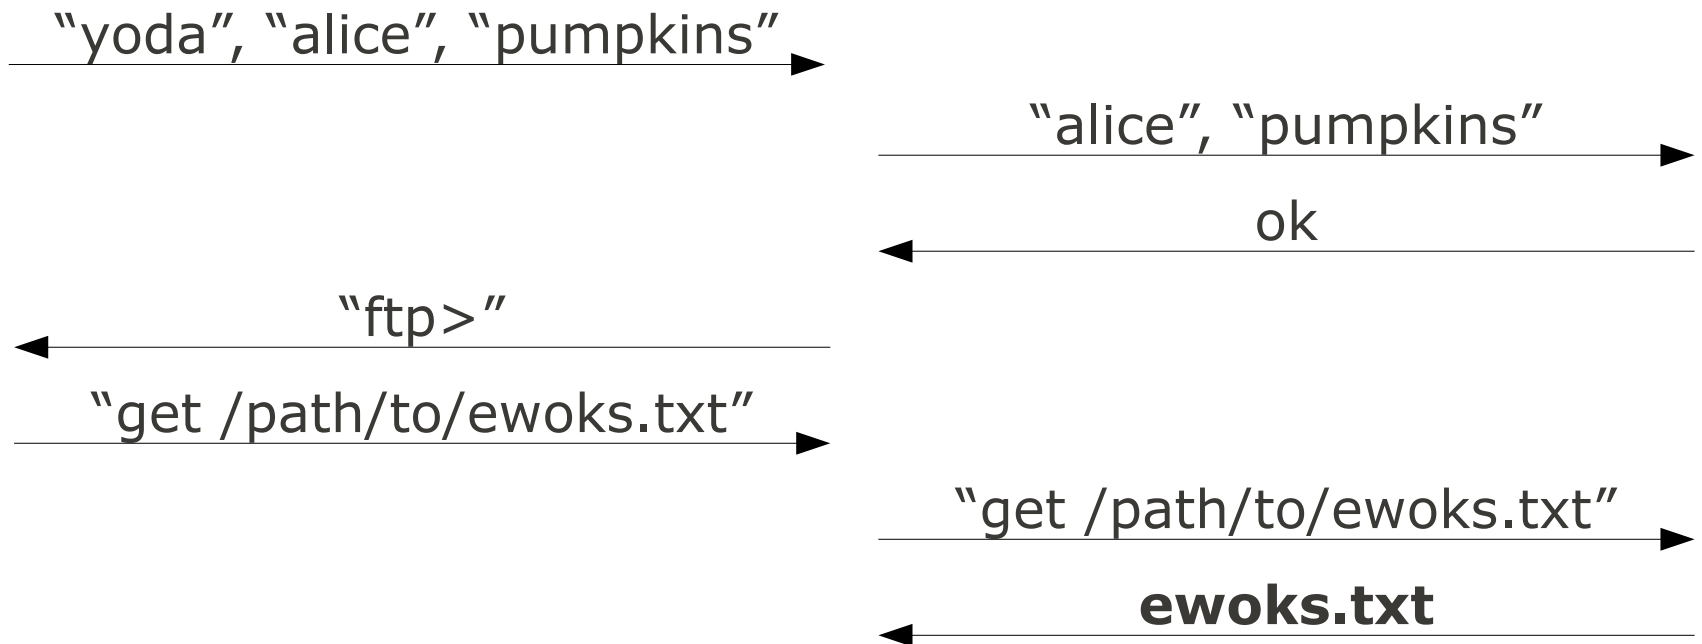 “yoda”, “alice”, “pumpkins”
“alice”, “pumpkins”
ok
“ftp>”
“get /path/to/ewoks.txt”
“get /path/to/ewoks.txt”
ewoks.txt